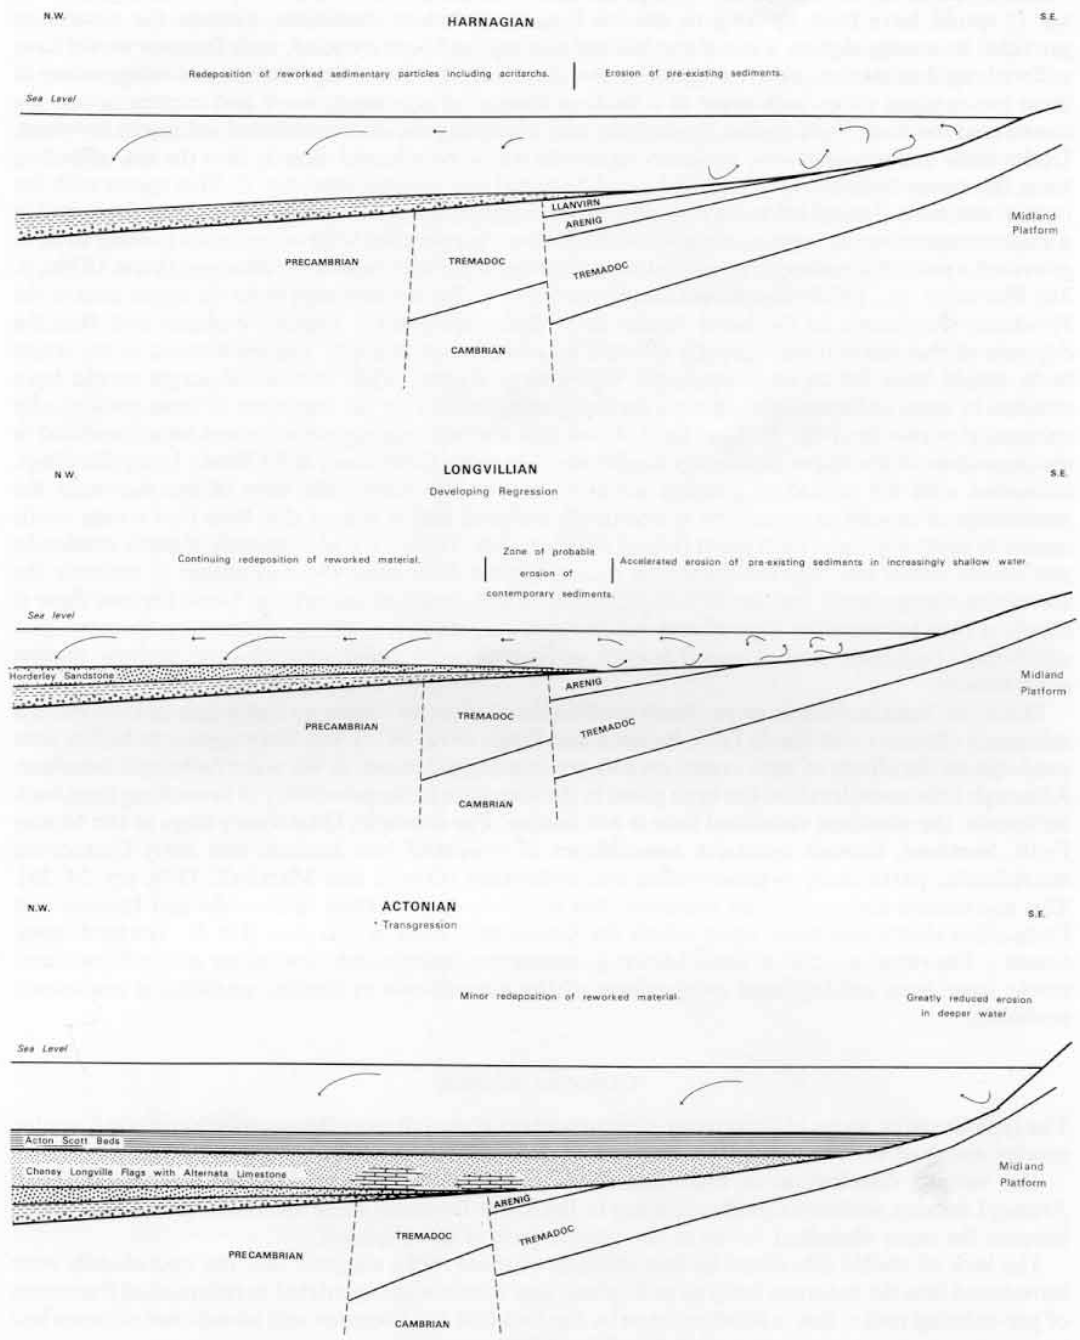 N.W.
HARNAGIAN
S.E.
Redeposition of reworked sedimentary particles including acritarchs.
Erosion of pre-existing sediments.
Sea Level
LLANVIRN
ARENIG
Midland
Platform
PRECAMBRIAN
TREMADOC
TREMADOC
CAMBRIAN
N.W.
LONGVILLIAN
S.E.
Developing Regression
Continuing redeposition of reworked material.
Zone of probable
erosion of
contemporary sediments.
Accelerated erosion of pre-existing sediments in increasingly shallow water.
Sea level
Horderley Sandstone
ARENIG
Midland
Platform
PRECAMBRIAN
TREMADOC
TREMADOC
CAMBRIAN
N.W.
ACTONIAN
S.E.
Transgression
Minor redeposition of reworked material.
Greatly reduced erosion
in deeper water
Sea Level
Acton Scott Beds
Cheney Longville Flags with Alternata Limestone
Midland
Platform
ARENIG
TREMADOC
TREMADOC
PRECAMBRIAN
CAMBRIAN